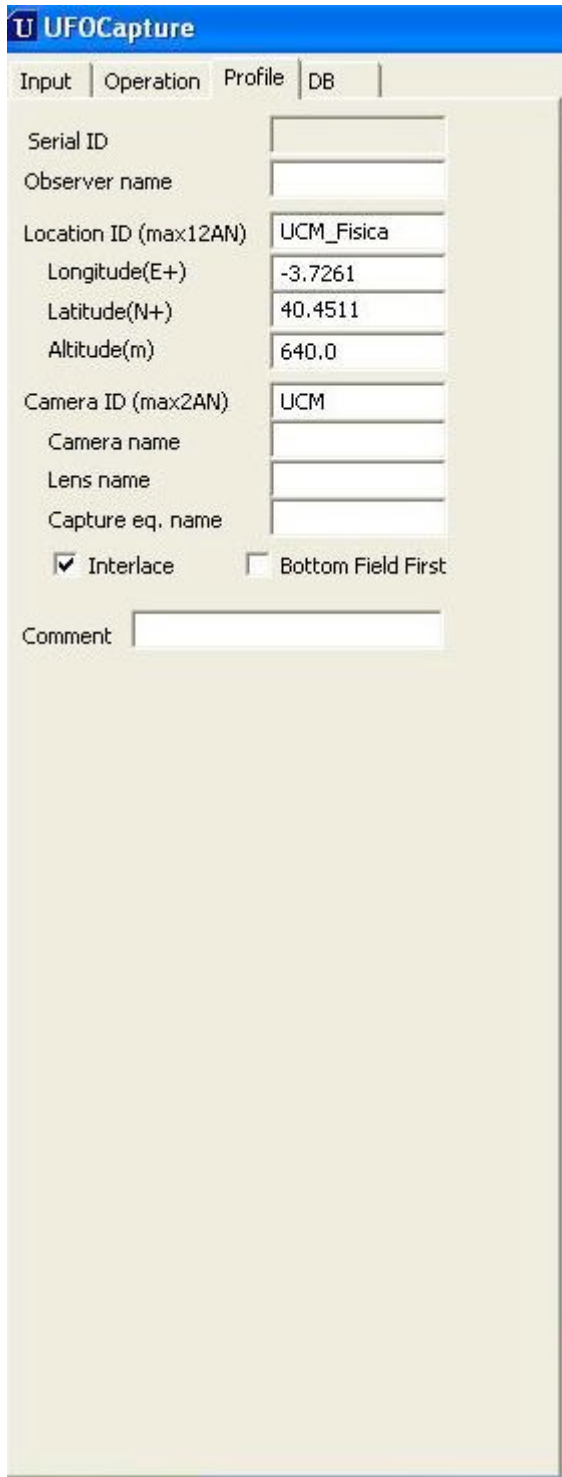 U UFOCapture
Input Operation Profile DB
Serial ID
Observer name
Location ID (max12AN) UCM_Fisica
Longitude(E+) -3.7261
Latitude(N+) 40.4511
Altitude(m) 640.0
Camera ID (max2AN) UCM
Camera name
Lens name
Capture eq. name
Interlace Bottom Field First
Comment